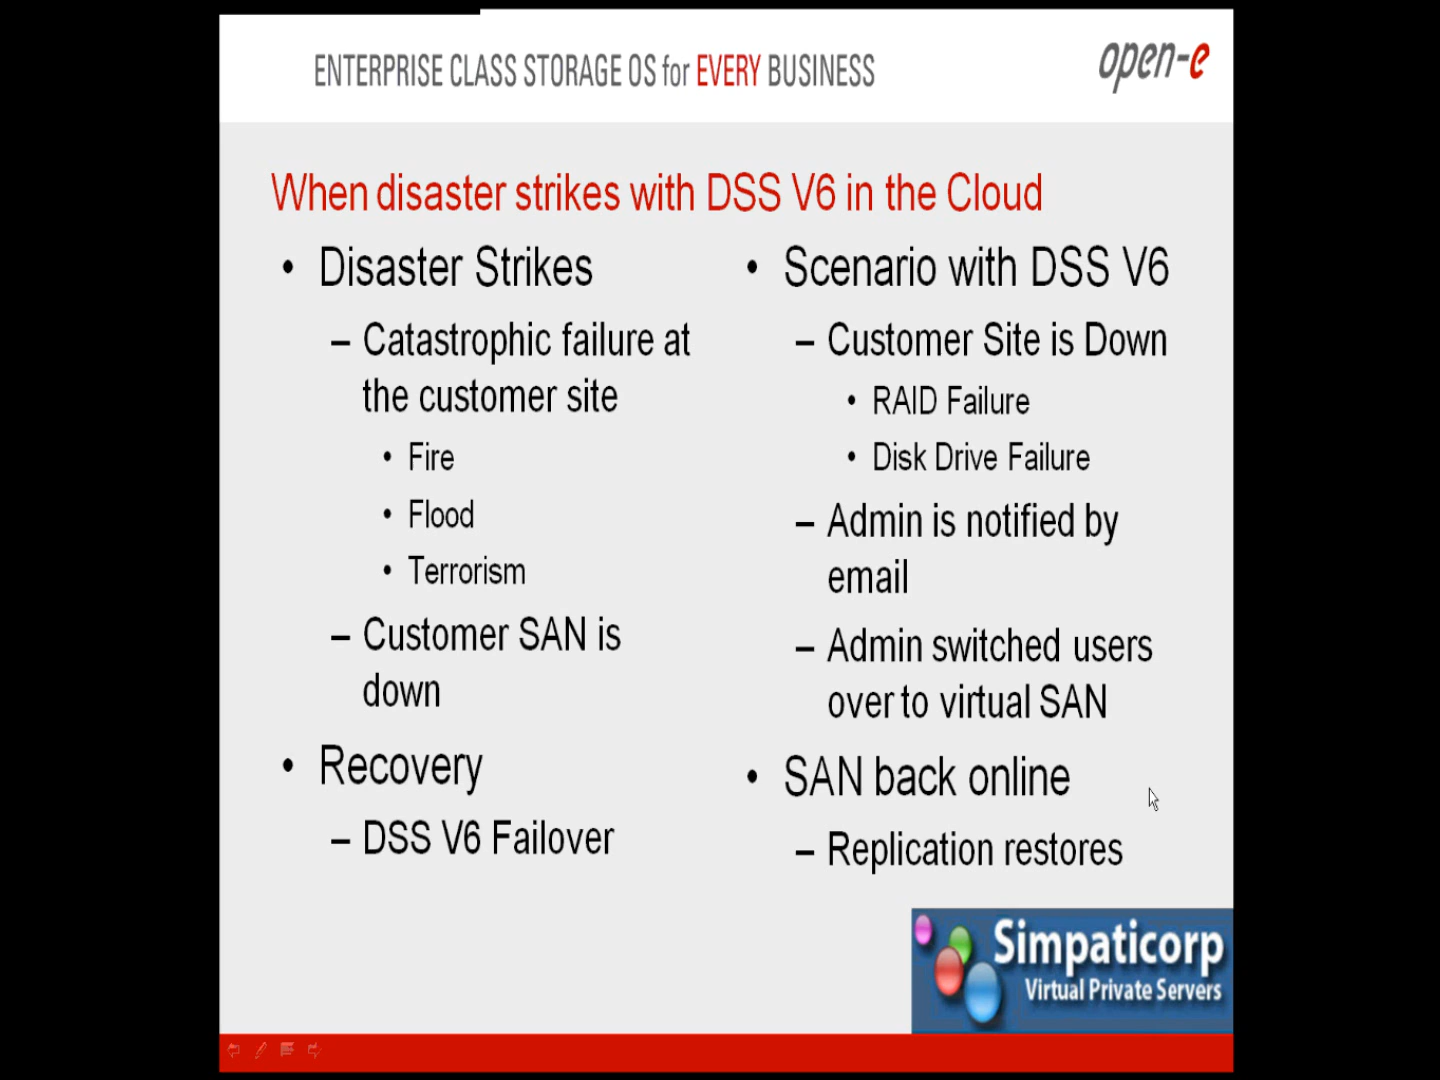 ENTERPRISE CLASS STORAGE OS for EVERY BUSINESS
open-e
When disaster strikes with DSS V6 in the Cloud
• Disaster Strikes
– Catastrophic failure at
the customer site
• Fire
• Flood
• Terrorism
– Customer SAN is
down
• Recovery
– DSS V6 Failover
• Scenario with DSS V6
– Customer Site is Down
• RAID Failure
• Disk Drive Failure
– Admin is notified by
email
– Admin switched users
over to virtual SAN
• SAN back online
– Replication restores
Simpaticorp
Virtual Private Servers